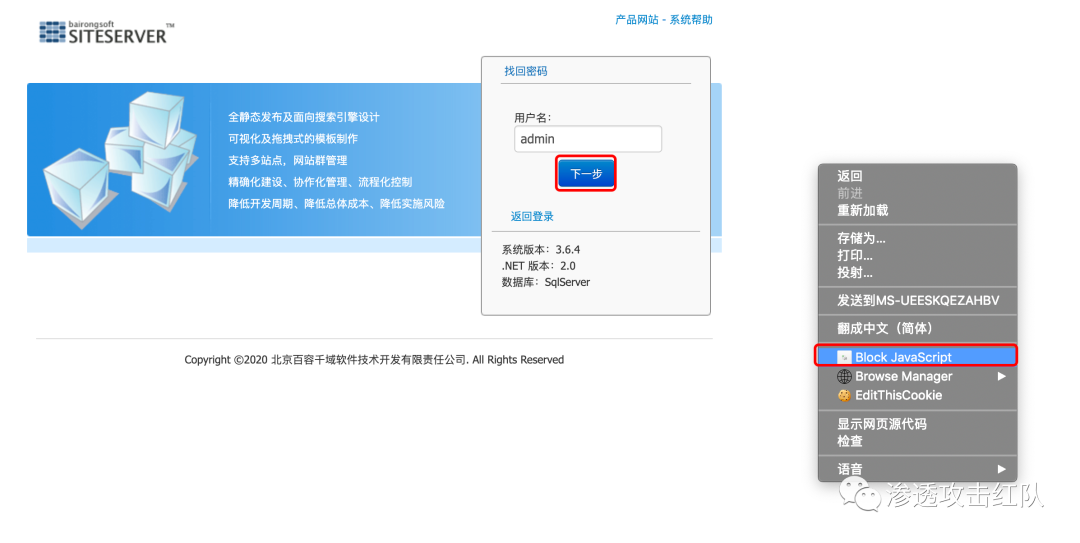 产品网站 - 系统帮助
bairongsoft
SITESERVER™
找回密码
用户名:
admin
下一步
返回登录
系统版本：3.6.4
.NET 版本：2.0
数据库：SqlServer
全静态发布及面向搜索引擎设计
可视化及拖拽式的模板制作
支持多站点，网站群管理
精确化建设、协作化管理、流程化控制
降低开发周期、降低总体成本、降低实施风险
Copyright ©2020 北京百容千域软件技术开发有限责任公司. All Rights Reserved
返回
前进
重新加载
存储为...
打印...
投射...
发送到MS-UEESKQEZAHBV
翻成中文（简体）
Block JavaScript
Browse Manager
EditThisCookie
显示网页源代码
检查
语音
渗透攻击红队